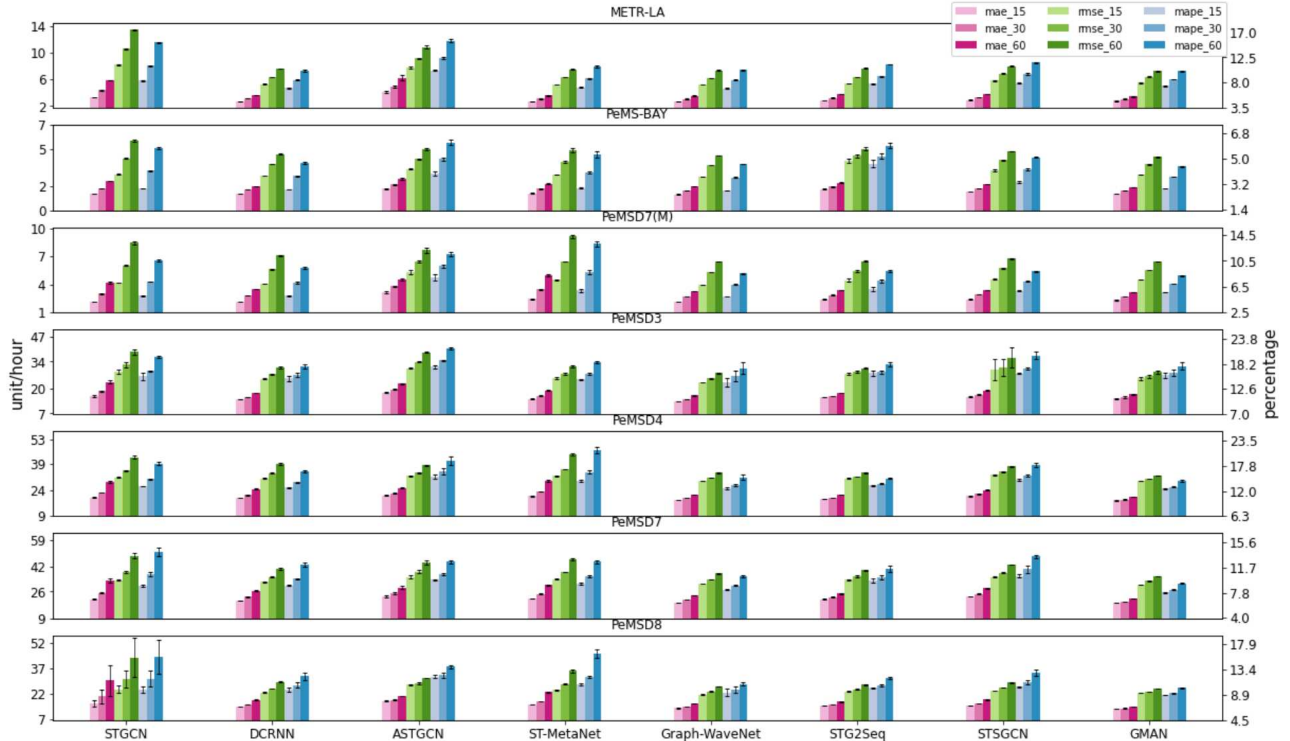 METR-LA
mae_15 rmse_15 mape_15
mae_30 rmse_30 mape_30
mae_60 rmse_60 mape_60
14 17.0
10 12.5
6 8.0
2 3.5
PeMS-BAY
7 6.8
5 5.0
2 3.2
0 1.4
PeMSD7(M)
10 14.5
7 10.5
4 6.5
1 2.5
PeMSD3
47 23.8
34 18.2
20 12.6
7 7.0
unit/hour
percentage
PeMSD4
53 23.5
39 17.8
24 12.0
9 6.3
PeMSD7
59 15.6
42 11.7
26 7.8
9 4.0
PeMSD8
52 17.9
37 13.4
22 8.9
7 4.5
STGCN DCRNN ASTGCN ST-MetaNet Graph-WaveNet STG2Seq STSGCN GMAN